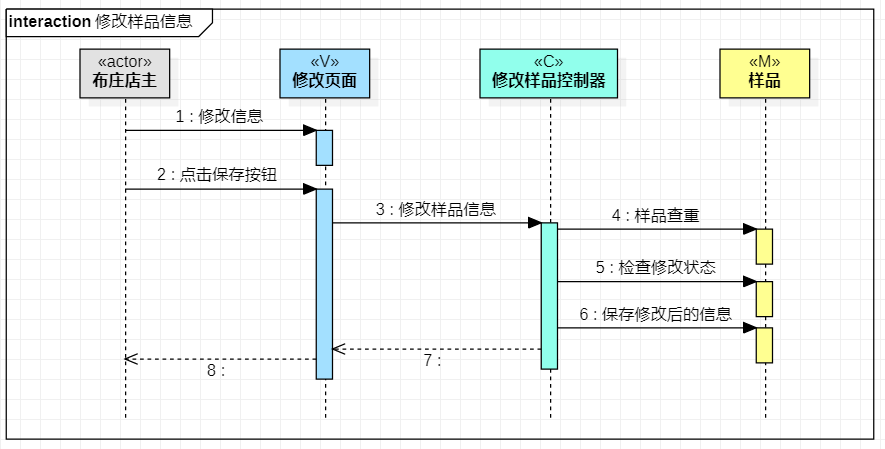 interaction 修改样品信息
«actor»
布庄店主
«V»
修改页面
«C»
修改样品控制器
«M»
样品
1 : 修改信息
2 : 点击保存按钮
3 : 修改样品信息
4 : 样品查重
5 : 检查修改状态
6 : 保存修改后的信息
7 :
8 :